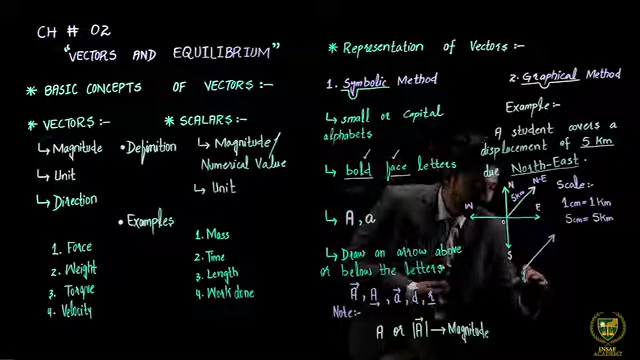 CH # 02
"VECTORS AND EQUILIBRIUM"
* BASIC CONCEPTS OF VECTORS:-
* VECTORS:-
↳ Magnitude
↳ Unit
↳ Direction
• Definition
* SCALARS:-
↳ Magnitude/
Numerical Value
↳ Unit
• Examples
1. Force
2. Weight
3. Torque
4. Velocity
1. Mass
2. Time
3. Length
4. Work done
* Representation of Vectors:-
1. Symbolic Method
↳ small or capital
alphabets
↳ bold face letters
↳ A, a
↳ Draw an arrow above
or below the letters
A, A, a, d, r
Note:-
A or |A| → Magnitude
2. Graphical Method
Example:-
A student covers a
displacement of 5 Km
due North-East.
N
N-E
W
E
O
S
5km
Scale:-
1cm = 1Km
5cm = 5Km
INSAF
ACADEMY